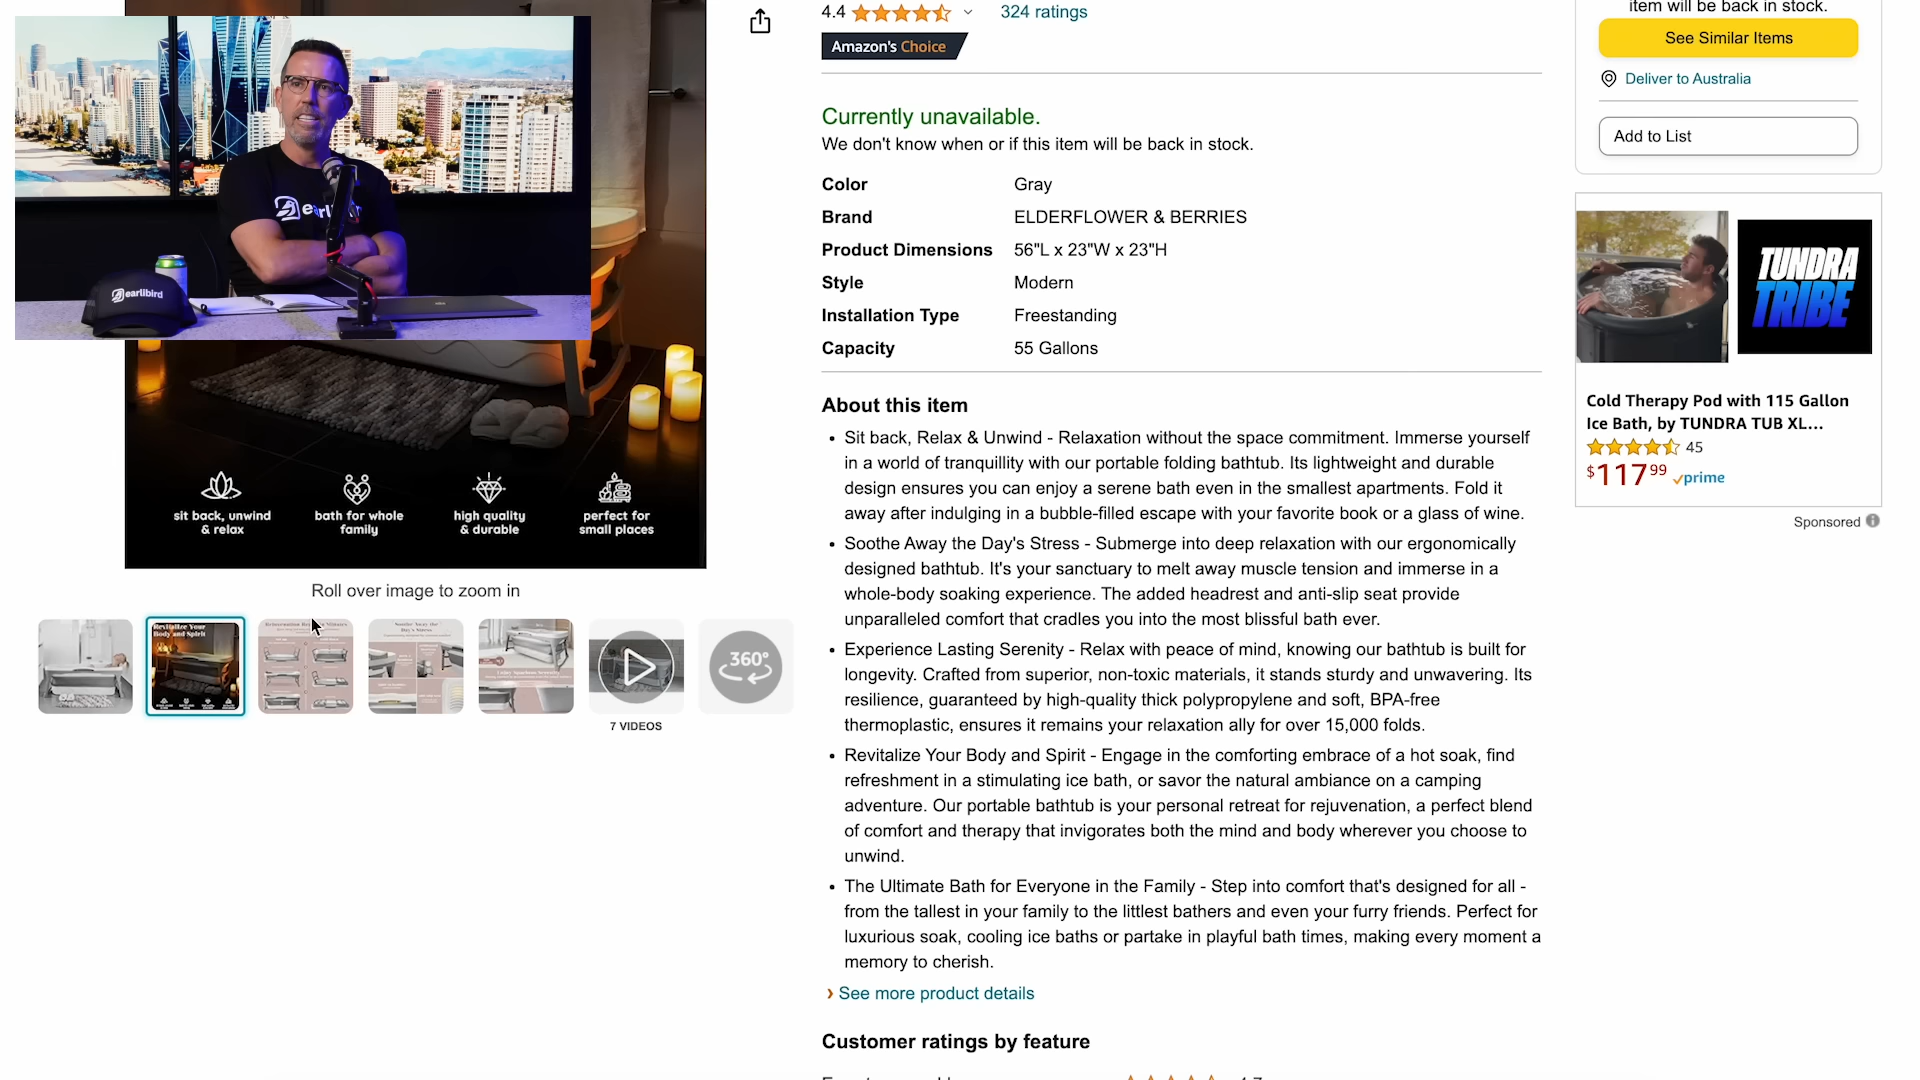 4.4
324 ratings
Amazon's Choice
Currently unavailable.
We don't know when or if this item will be back in stock.
Color Gray
Brand ELDERFLOWER & BERRIES
Product Dimensions 56"L x 23"W x 23"H
Style Modern
Installation Type Freestanding
Capacity 55 Gallons
About this item
• Sit back, Relax & Unwind - Relaxation without the space commitment. Immerse yourself
in a world of tranquillity with our portable folding bathtub. Its lightweight and durable
design ensures you can enjoy a serene bath even in the smallest apartments. Fold it
away after indulging in a bubble-filled escape with your favorite book or a glass of wine.
• Soothe Away the Day's Stress - Submerge into deep relaxation with our ergonomically
designed bathtub. It's your sanctuary to melt away muscle tension and immerse in a
whole-body soaking experience. The added headrest and anti-slip seat provide
unparalleled comfort that cradles you into the most blissful bath ever.
• Experience Lasting Serenity - Relax with peace of mind, knowing our bathtub is built for
longevity. Crafted from superior, non-toxic materials, it stands sturdy and unwavering. Its
resilience, guaranteed by high-quality thick polypropylene and soft, BPA-free
thermoplastic, ensures it remains your relaxation ally for over 15,000 folds.
• Revitalize Your Body and Spirit - Engage in the comforting embrace of a hot soak, find
refreshment in a stimulating ice bath, or savor the natural ambiance on a camping
adventure. Our portable bathtub is your personal retreat for rejuvenation, a perfect blend
of comfort and therapy that invigorates both the mind and body wherever you choose to
unwind.
• The Ultimate Bath for Everyone in the Family - Step into comfort that's designed for all -
from the tallest in your family to the littlest bathers and even your furry friends. Perfect for
luxurious soak, cooling ice baths or partake in playful bath times, making every moment a
memory to cherish.
› See more product details
Customer ratings by feature
item will be back in stock.
See Similar Items
Deliver to Australia
Add to List
TUNDRA
TRIBE
Cold Therapy Pod with 115 Gallon
Ice Bath, by TUNDRA TUB XL...
45
$117.99 prime
Sponsored
earlibird
sit back, unwind
& relax
bath for whole
family
high quality
& durable
perfect for
small places
Roll over image to zoom in
Revitalize Your
Body and Spirit
Soothe Away the
Day's Stress
360°
7 VIDEOS